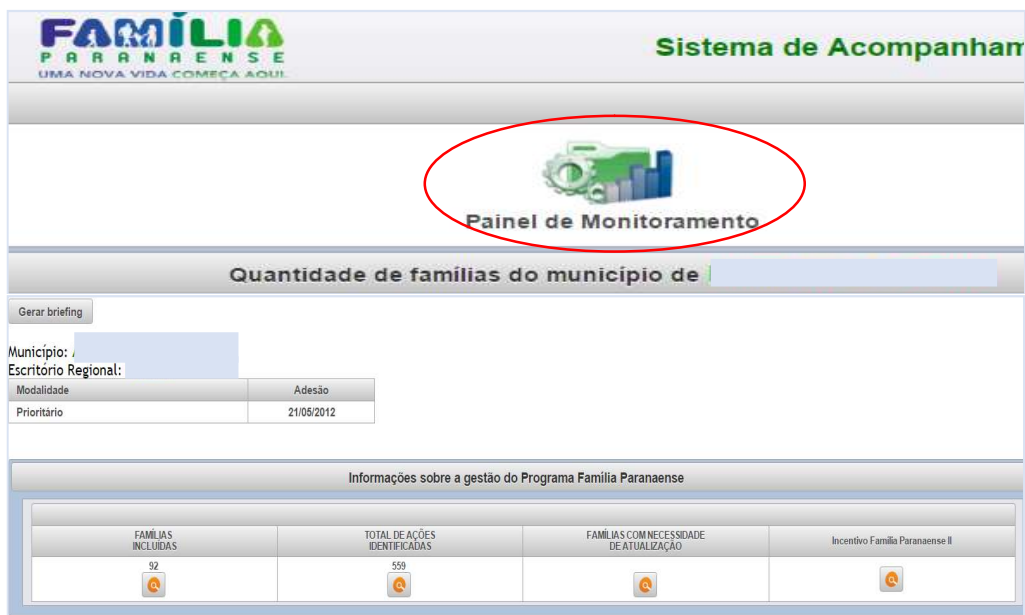 FAMÍLIA
PARANAENSE
UMA NOVA VIDA COMEÇA AQUI.
Sistema de Acompanham
Painel de Monitoramento
Quantidade de famílias do município de
Gerar briefing
Município:
Escritório Regional:
Modalidade Adesão
Prioritário 21/05/2012
Informações sobre a gestão do Programa Família Paranaense
FAMÍLIAS INCLUÍDAS
TOTAL DE AÇÕES IDENTIFICADAS
FAMÍLIAS COM NECESSIDADE DE ATUALIZAÇÃO
Incentivo Família Paranaense II
92 559